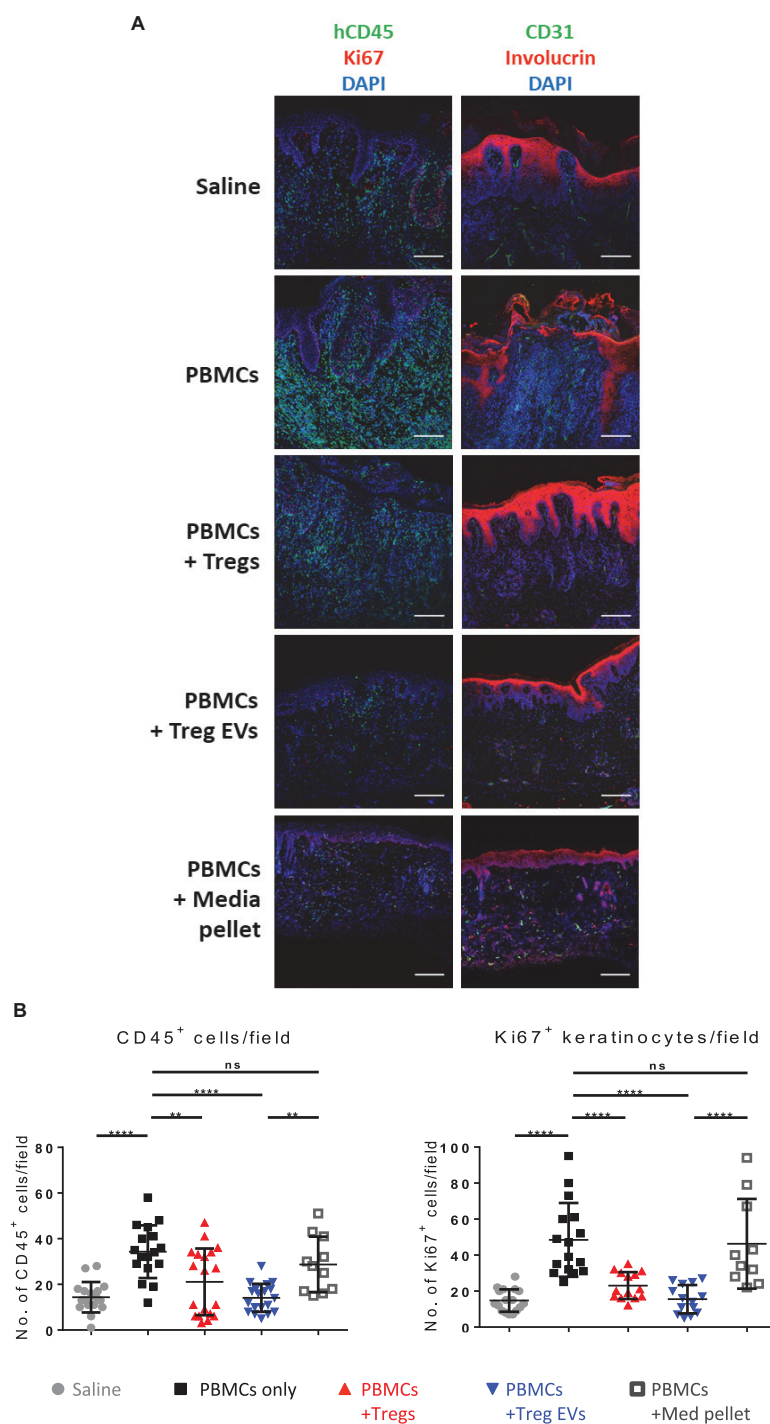 A
hCD45
Ki67
DAPI
CD31
Involucrin
DAPI
Saline
PBMCs
PBMCs
+ Tregs
PBMCs
+ Treg EVs
PBMCs
+ Media
pellet
B
CD45⁺ cells/field
ns
****
**
**
****
No. of CD45⁺ cells/field
80
60
40
20
0
Ki67⁺ keratinocytes/field
ns
****
****
****
****
No. of Ki67⁺ cells/field
100
80
60
40
20
0
Saline
PBMCs only
PBMCs
+Tregs
PBMCs
+Treg EVs
PBMCs
+Med pellet